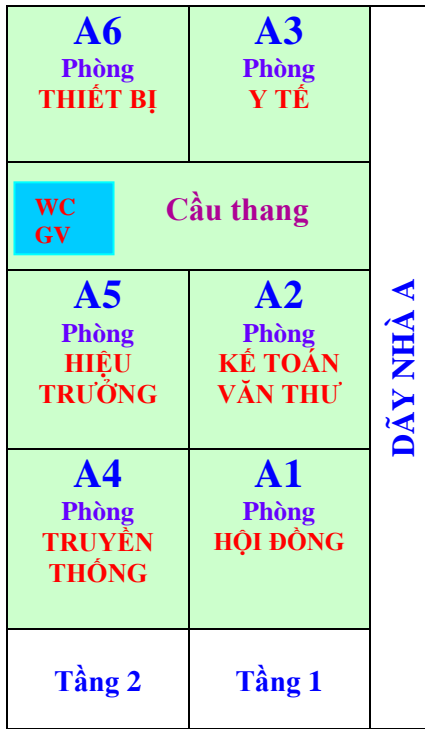 A6
Phòng
THIẾT BỊ
A3
Phòng
Y TẾ
WC
GV
Cầu thang
A5
Phòng
HIỆU
TRƯỞNG
A2
Phòng
KẾ TOÁN
VĂN THƯ
A4
Phòng
TRUYỀN
THỐNG
A1
Phòng
HỘI ĐỒNG
Tầng 2
Tầng 1
DÃY NHÀ A